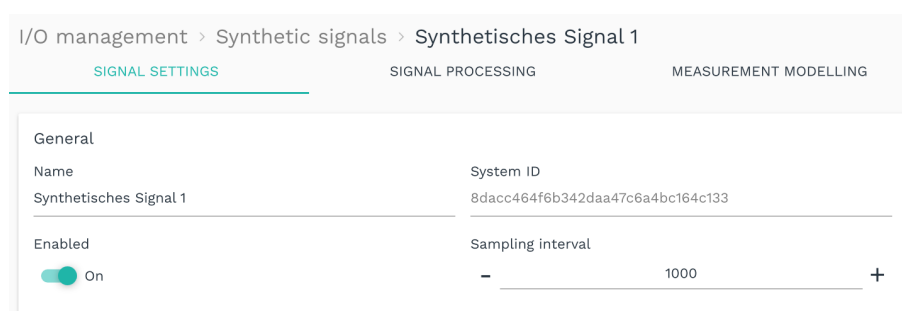 I/O management > Synthetic signals > Synthetisches Signal 1
SIGNAL SETTINGS SIGNAL PROCESSING MEASUREMENT MODELLING
General
Name System ID
Synthetisches Signal 1 8dacc464f6b342daa47c6a4bc164c133
Enabled Sampling interval
On - 1000 +